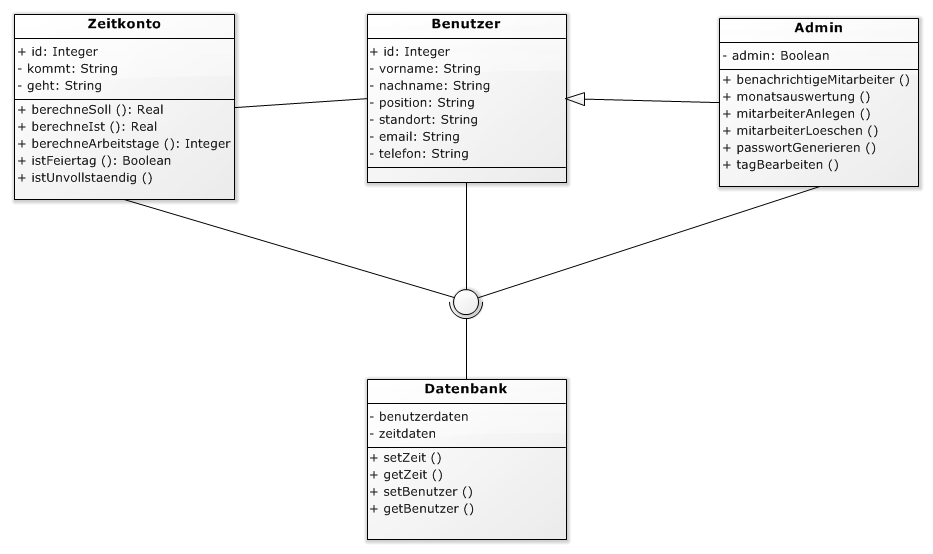 Zeitkonto
+ id: Integer
- kommt: String
- geht: String
+ berechneSoll (): Real
+ berechneIst (): Real
+ berechneArbeitstage (): Integer
+ istFeiertag (): Boolean
+ istUnvollstaendig ()
Benutzer
+ id: Integer
- vorname: String
- nachname: String
- position: String
- standort: String
- email: String
- telefon: String
Admin
- admin: Boolean
+ benachrichtigeMitarbeiter ()
+ monatsauswertung ()
+ mitarbeiterAnlegen ()
+ mitarbeiterLoeschen ()
+ passwortGenerieren ()
+ tagBearbeiten ()
Datenbank
- benutzerdaten
- zeitdaten
+ setZeit ()
+ getZeit ()
+ setBenutzer ()
+ getBenutzer ()